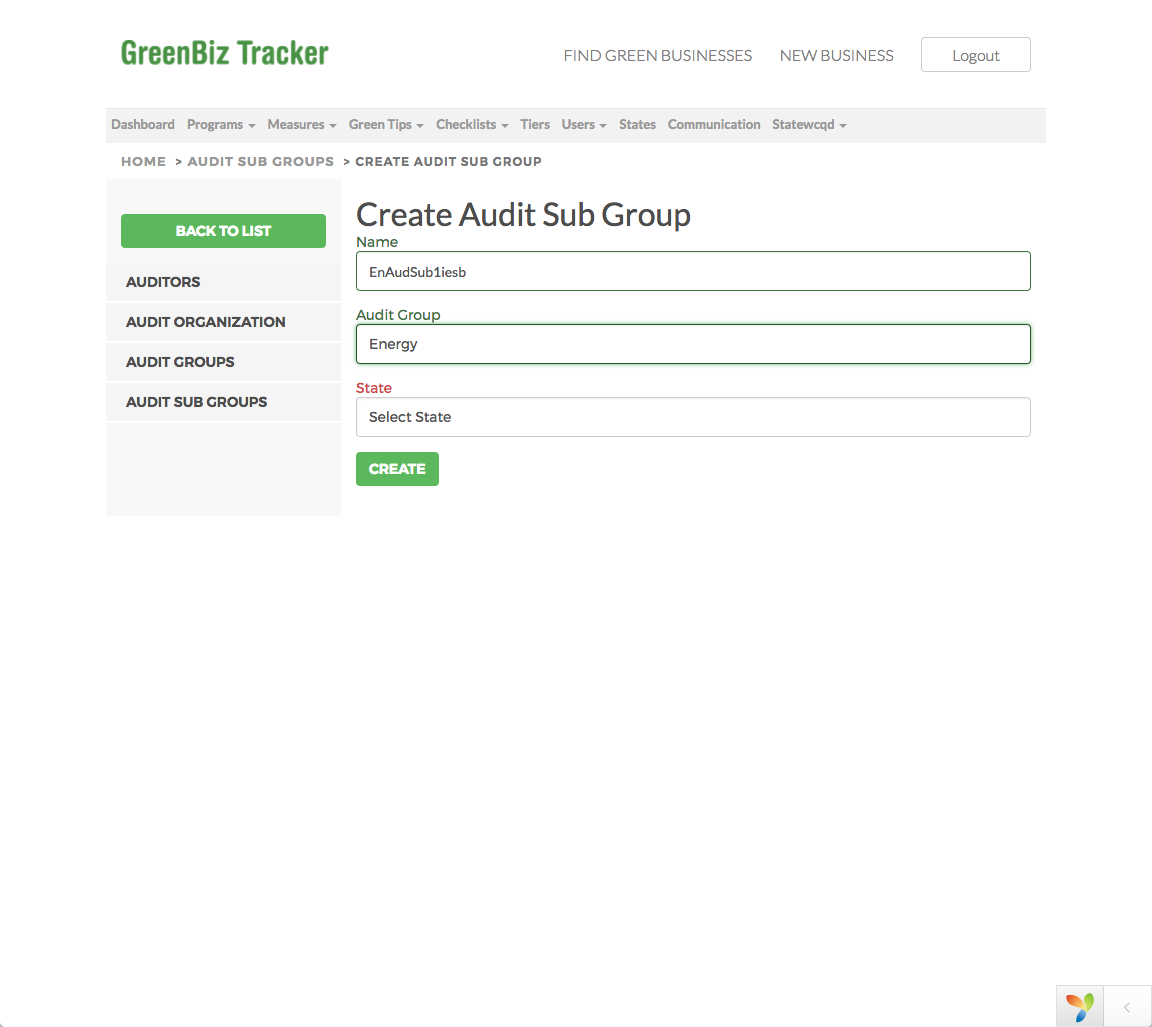 GreenBiz Tracker
FIND GREEN BUSINESSES NEW BUSINESS Logout
Dashboard Programs Measures Green Tips Checklists Tiers Users States Communication Statewcqd
HOME > AUDIT SUB GROUPS > CREATE AUDIT SUB GROUP
BACK TO LIST
AUDITORS
AUDIT ORGANIZATION
AUDIT GROUPS
AUDIT SUB GROUPS
Create Audit Sub Group
Name
EnAudSub1iesb
Audit Group
Energy
State
Select State
CREATE